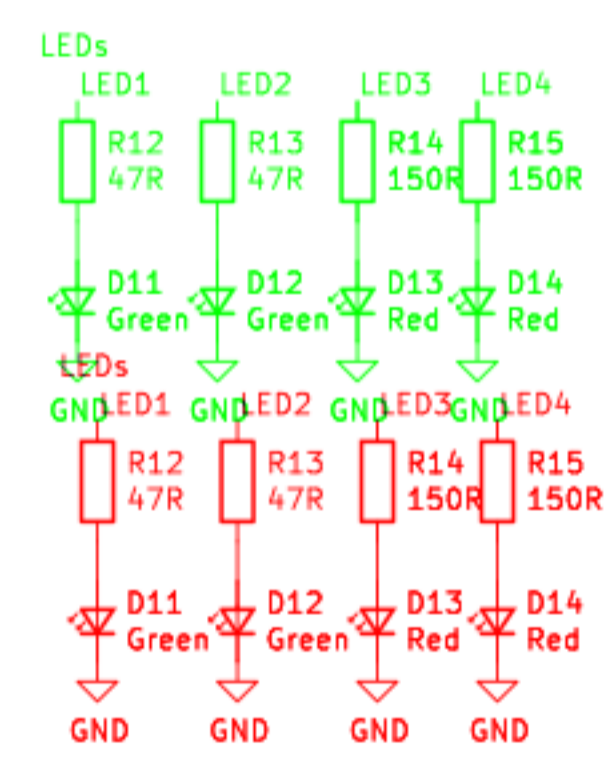 LEDs
LED1 LED2 LED3 LED4
R12 R13 R14 R15
47R 47R 150R 150R
D11 D12 D13 D14
Green Green Red Red
LEDs
GND GND GND GND
LED1 LED2 LED3 LED4
R12 R13 R14 R15
47R 47R 150R 150R
D11 D12 D13 D14
Green Green Red Red
GND GND GND GND